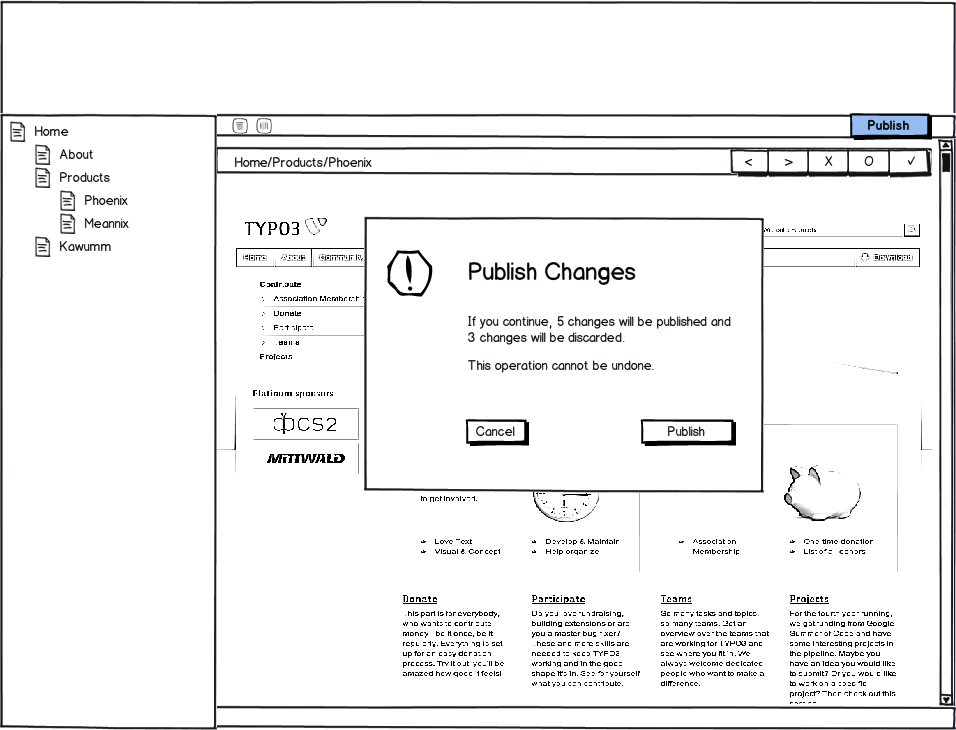 Publish
Home
About
Products
Phoenix
Meannix
Kawumm
Home/Products/Phoenix
< > X O ✓
TYPO3
Home About Community
Download
Contribute
Association Membership
Donate
Participate
Teams
Projects
Platinum sponsors
CS2
MITTWALD
Publish Changes
If you continue, 5 changes will be published and
3 changes will be discarded.
This operation cannot be undone.
Cancel Publish
to get involved.
Love Text
Visual & Concept
Develop & Maintain
Help organize
Association
Membership
One time donation
List of all donors
Donate
This part is for everybody,
who wants to contribute
money - be it once, be it
regularly. Everything is set
up for an easy donation
process. Try it out, you'll be
amazed how good it feels!
Participate
Do you love fundraising,
building extensions or are
you a master bug fixer?
These and more skills are
needed to keep TYPO3
working and in the good
shape it's in. See for yourself
what you can contribute.
Teams
So many tasks and topics,
so many teams. Get an
overview over the teams that
are working for TYPO3 and
see where you fit in. We
always welcome dedicated
people who want to make a
difference.
Projects
For the fourth year running,
we got funding from Google
Summer of Code and have
some interesting projects in
the pipeline. Maybe you
have an idea you would like
to submit? Or you would like
to work on a specific
project? Then check out this